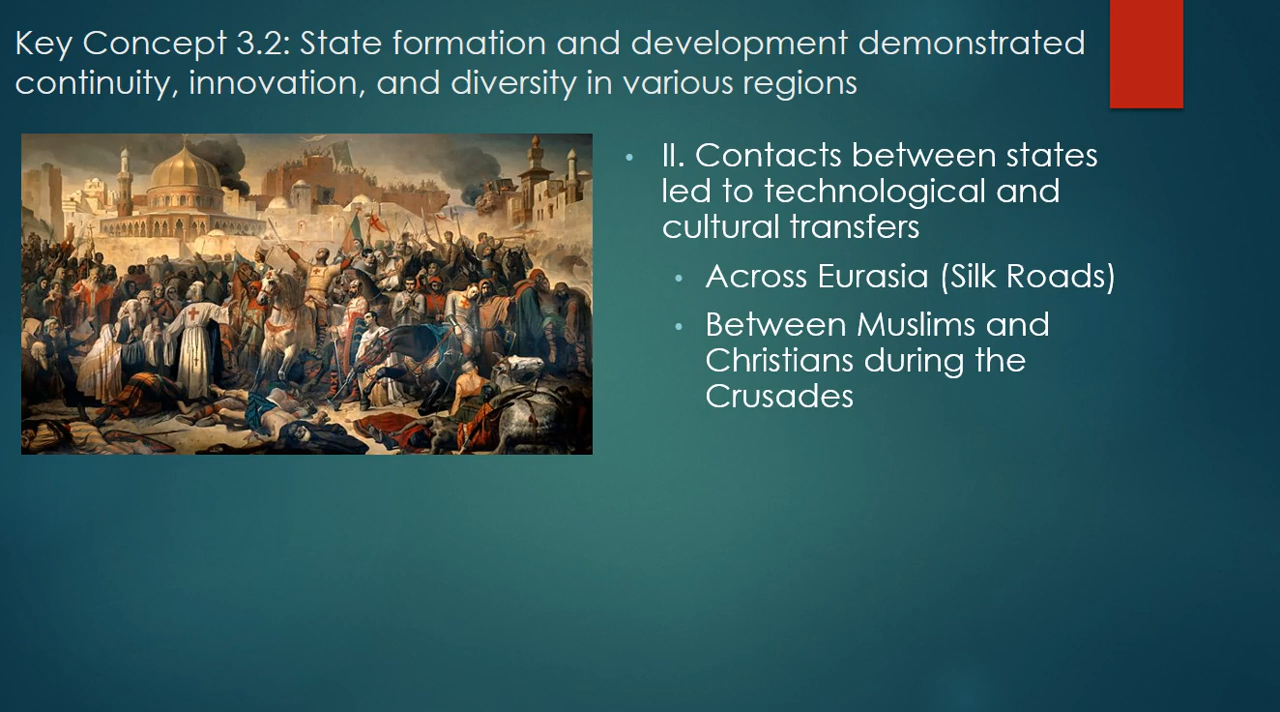 Key Concept 3.2: State formation and development demonstrated
continuity, innovation, and diversity in various regions
• II. Contacts between states
led to technological and
cultural transfers
• Across Eurasia (Silk Roads)
• Between Muslims and
Christians during the
Crusades